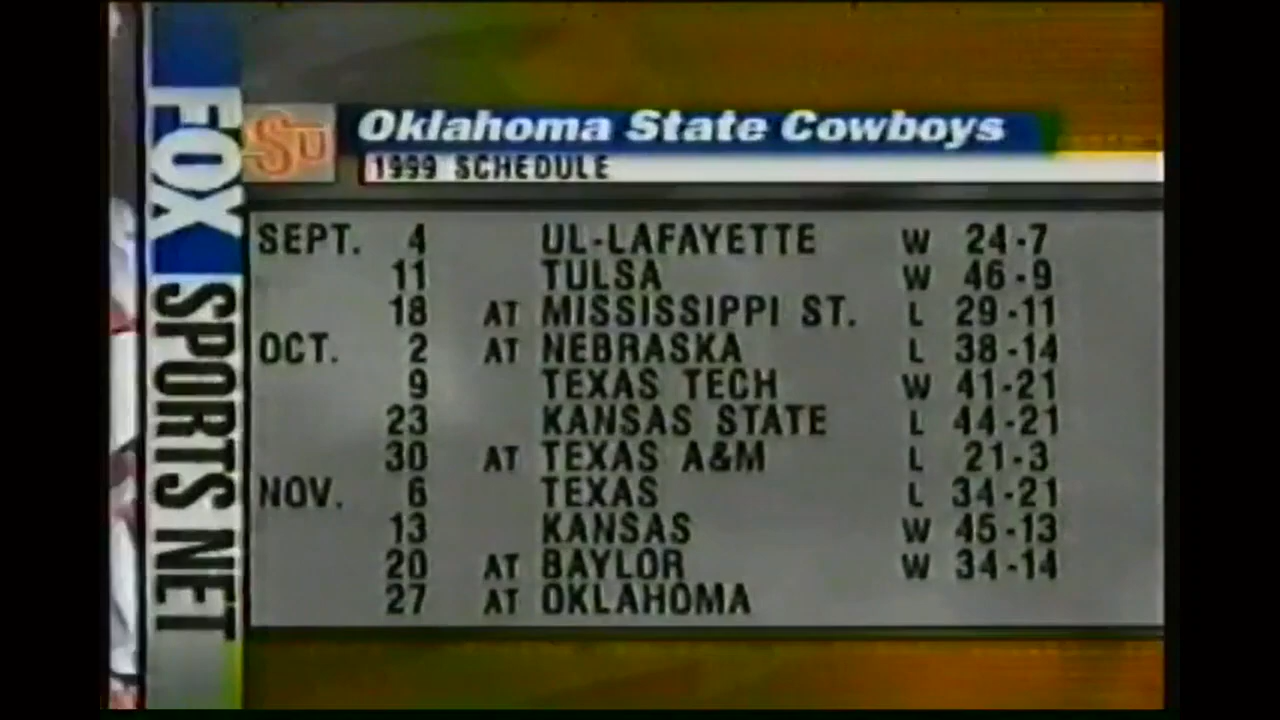 FOX SPORTS NET
OSU
Oklahoma State Cowboys
1999 SCHEDULE
SEPT. 4 UL-LAFAYETTE W 24-7
11 TULSA W 46-9
18 AT MISSISSIPPI ST. L 29-11
OCT. 2 AT NEBRASKA L 38-14
9 TEXAS TECH W 41-21
23 KANSAS STATE L 44-21
30 AT TEXAS A&M L 21-3
NOV. 6 TEXAS L 34-21
13 KANSAS W 45-13
20 AT BAYLOR W 34-14
27 AT OKLAHOMA